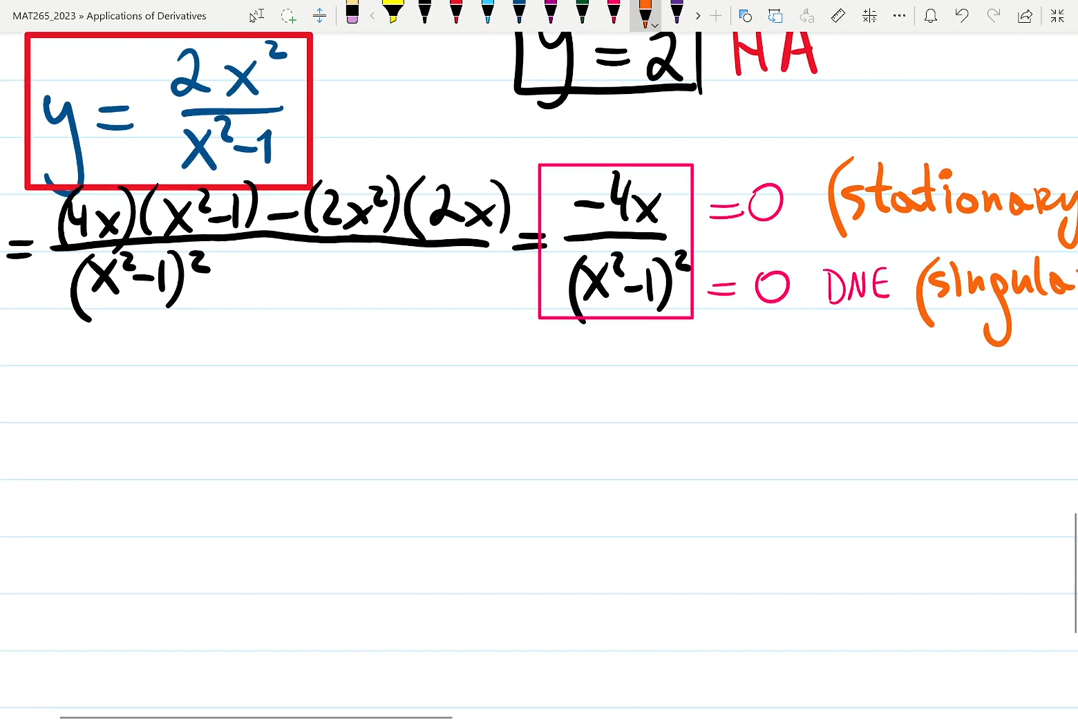 MAT265_2023 » Applications of Derivatives
y = 2x² / x²-1
y = 2 HA
= (4x)(x²-1) - (2x²)(2x) / (x²-1)² = -4x / (x²-1)²
= 0 (stationary
= 0 DNE (singula